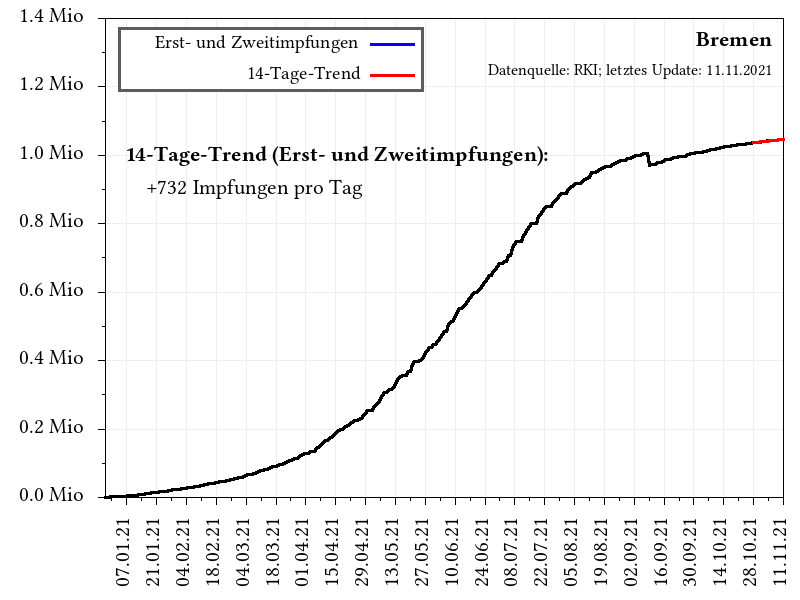 1.4 Mio
1.2 Mio
1.0 Mio
0.8 Mio
0.6 Mio
0.4 Mio
0.2 Mio
0.0 Mio
Erst- und Zweitimpfungen
14-Tage-Trend
Bremen
Datenquelle: RKI; letztes Update: 11.11.2021
14-Tage-Trend (Erst- und Zweitimpfungen):
+732 Impfungen pro Tag
07.01.21
21.01.21
04.02.21
18.02.21
04.03.21
18.03.21
01.04.21
15.04.21
29.04.21
13.05.21
27.05.21
10.06.21
24.06.21
08.07.21
22.07.21
05.08.21
19.08.21
02.09.21
16.09.21
30.09.21
14.10.21
28.10.21
11.11.21